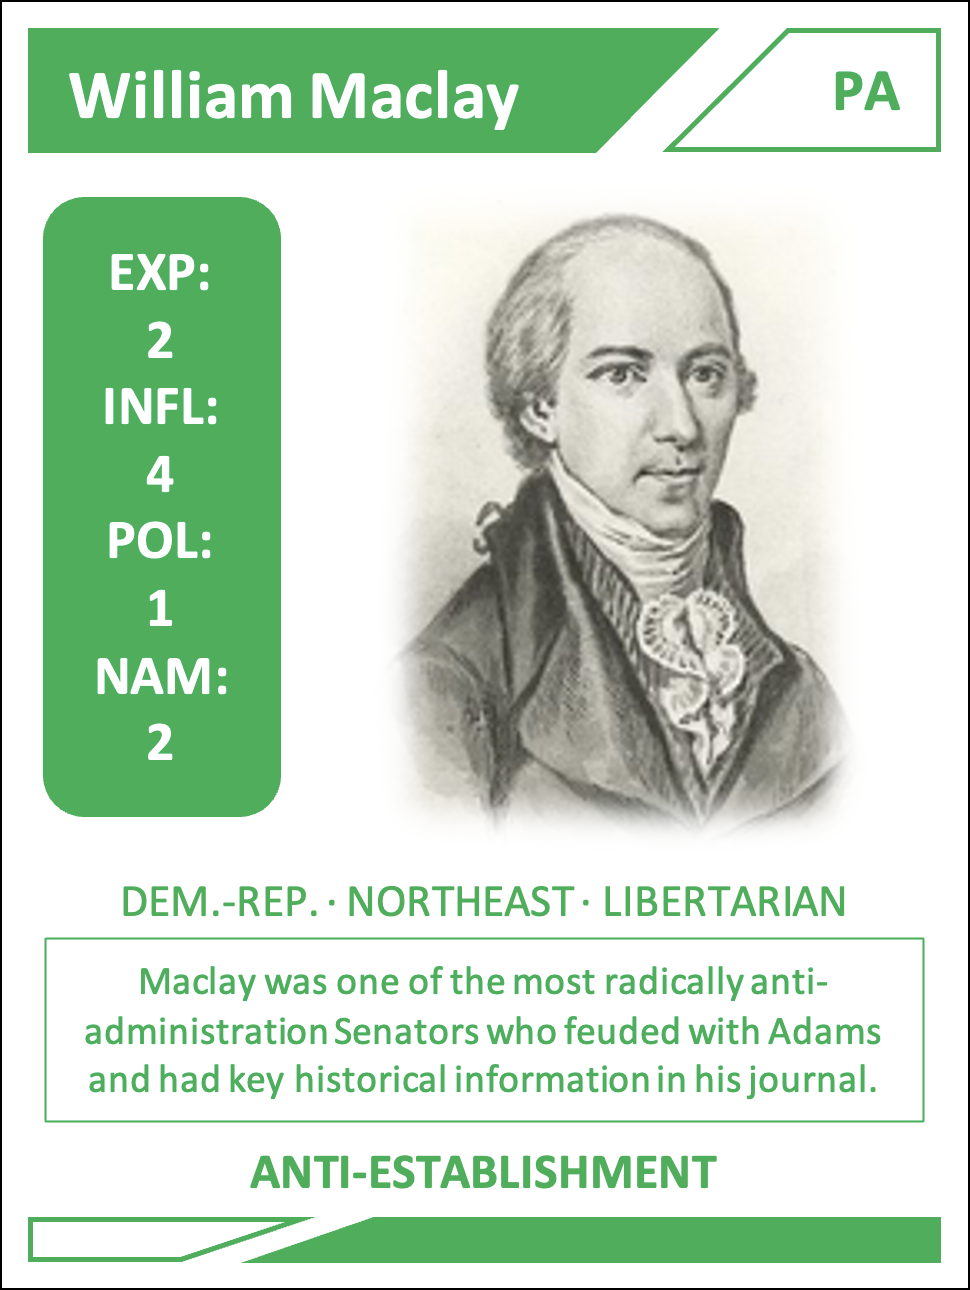 William Maclay
PA
EXP:
2
INFL:
4
POL:
1
NAM:
2
DEM.-REP. · NORTHEAST · LIBERTARIAN
Maclay was one of the most radically anti-
administration Senators who feuded with Adams
and had key historical information in his journal.
ANTI-ESTABLISHMENT